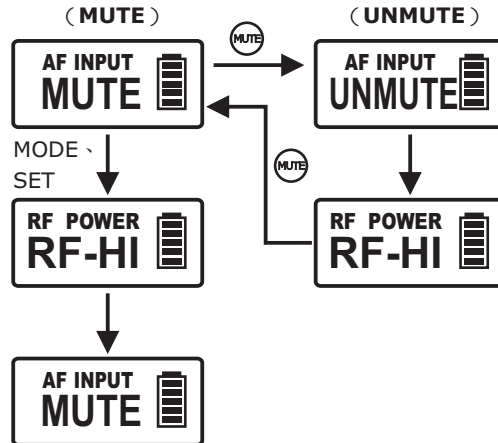 （MUTE）
（UNMUTE）
MUTE
AF INPUT
MUTE
AF INPUT
UNMUTE
MODE、
SET
MUTE
RF POWER
RF-HI
RF POWER
RF-HI
AF INPUT
MUTE